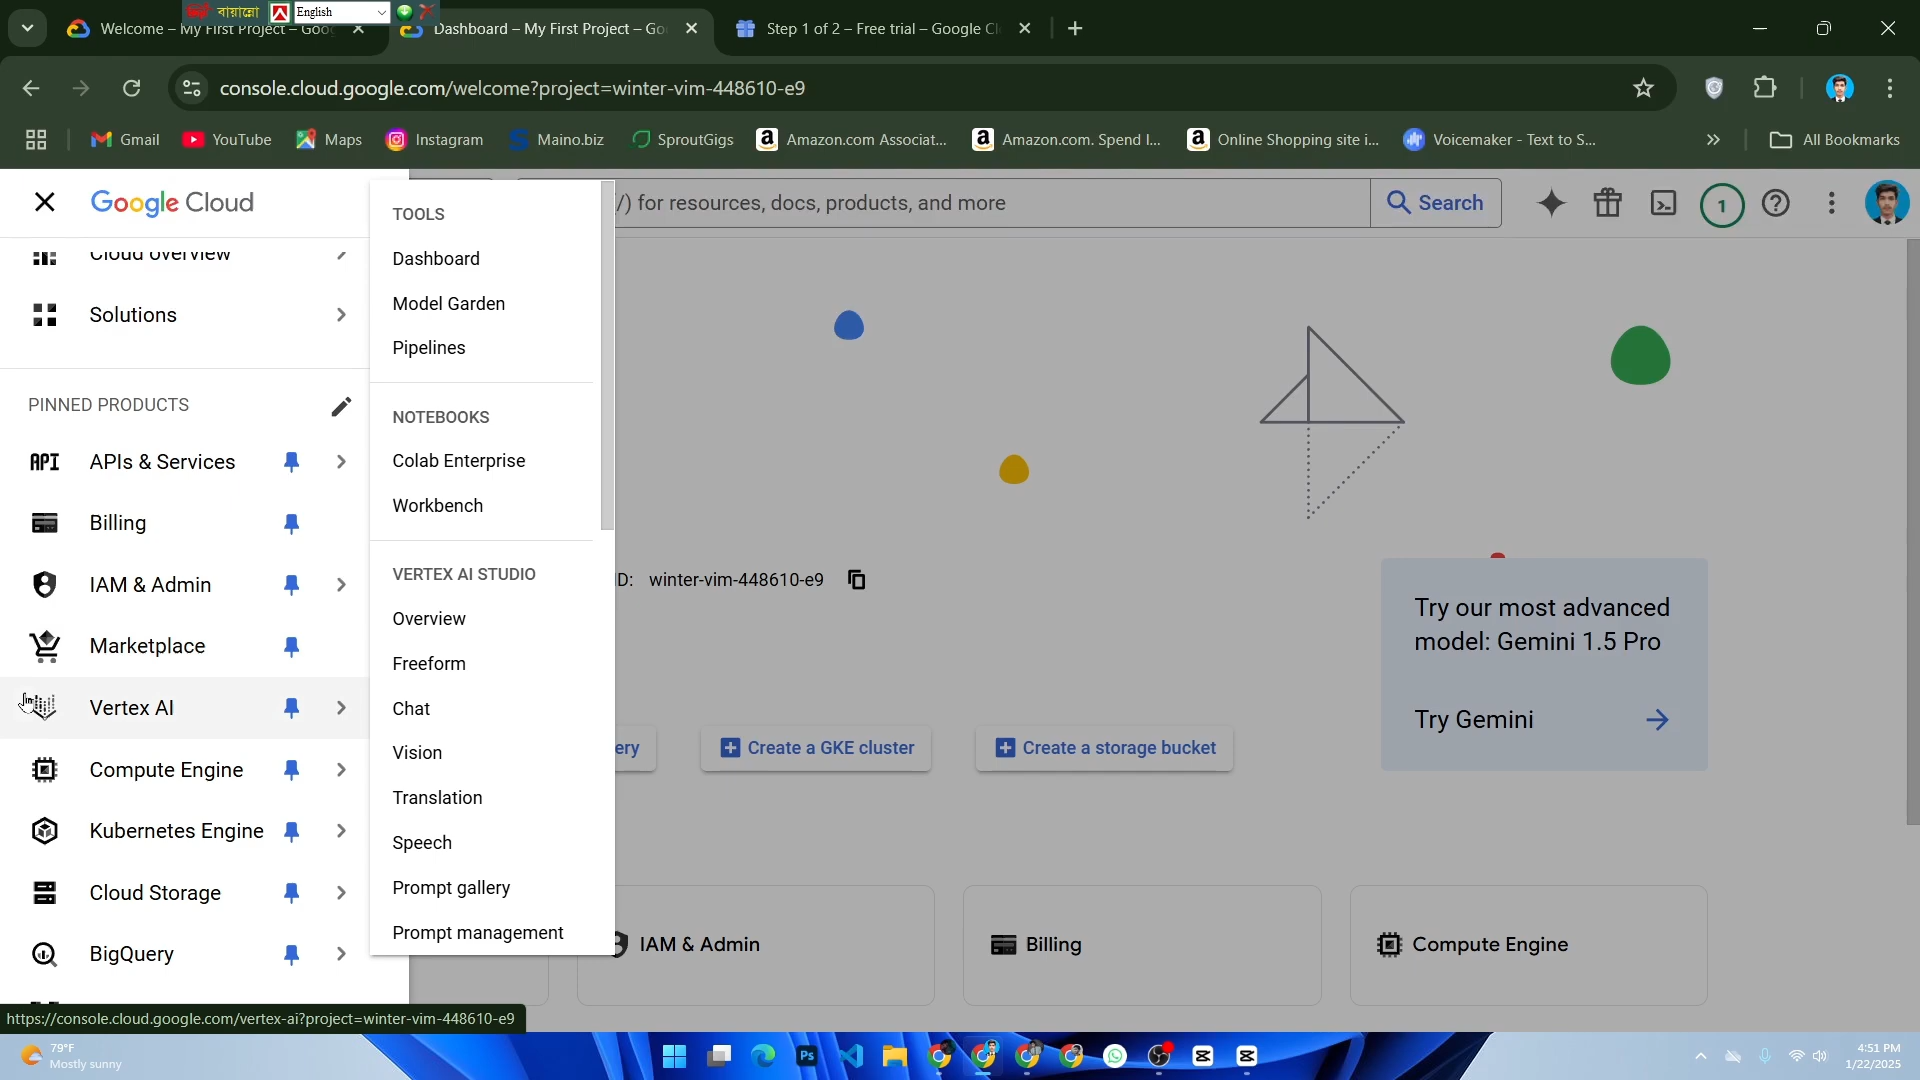 বায়ান্নো
English
Welcome – My First Project – Goo
Dashboard – My First Project – Go
Step 1 of 2 – Free trial – Google Cl
console.cloud.google.com/welcome?project=winter-vim-448610-e9
Gmail
YouTube
Maps
Instagram
Maino.biz
SproutGigs
Amazon.com Associat...
Amazon.com. Spend l...
Online Shopping site i...
Voicemaker - Text to S...
All Bookmarks
Google Cloud
/) for resources, docs, products, and more
Search
1
Cloud overview
Solutions
PINNED PRODUCTS
API APIs & Services
Billing
IAM & Admin
Marketplace
Vertex AI
Compute Engine
Kubernetes Engine
Cloud Storage
BigQuery
TOOLS
Dashboard
Model Garden
Pipelines
NOTEBOOKS
Colab Enterprise
Workbench
VERTEX AI STUDIO
Overview
Freeform
Chat
Vision
Translation
Speech
Prompt gallery
Prompt management
ID: winter-vim-448610-e9
Try our most advanced
model: Gemini 1.5 Pro
Try Gemini
ery
Create a GKE cluster
Create a storage bucket
IAM & Admin
Billing
Compute Engine
https://console.cloud.google.com/vertex-ai?project=winter-vim-448610-e9
79°F
Mostly sunny
Ps
4:51 PM
1/22/2025